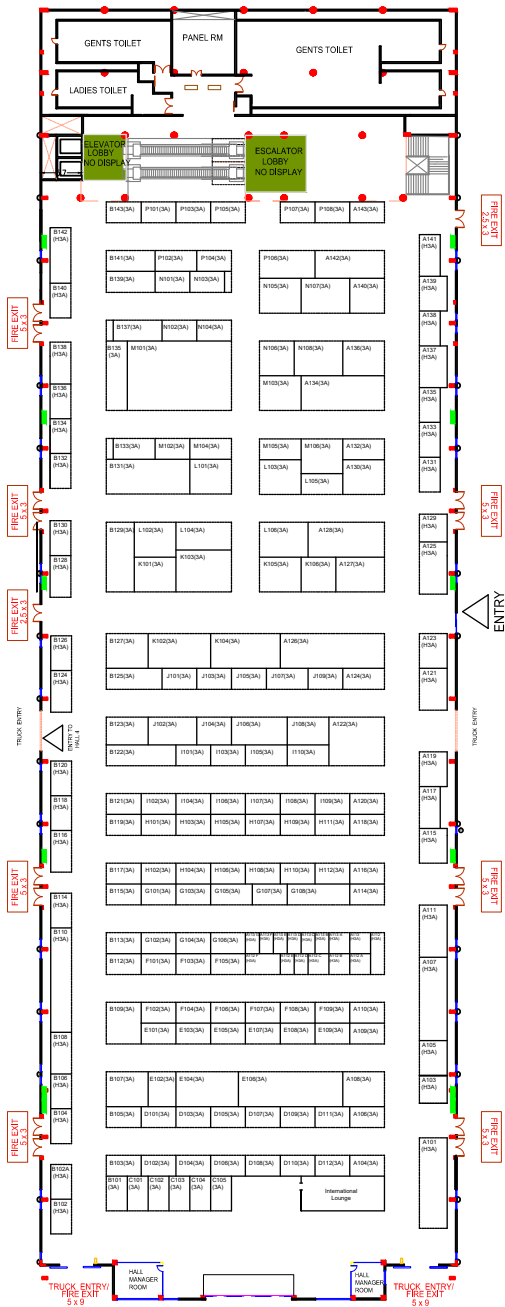 GENTS TOILET
PANEL RM
GENTS TOILET
LADIES TOILET
ELEVATOR
LOBBY
NO DISPLAY
ESCALATOR
LOBBY
NO DISPLAY
B143(3A) P101(3A) P103(3A) P105(3A) P107(3A) P108(3A) A143(3A)
FIRE EXIT
2.5 x 3
B142
(H3A)
A141
(H3A)
B141(3A) P102(3A) P104(3A) P106(3A) A142(3A)
B139(3A) N101(3A) N103(3A) N105(3A) N107(3A) A140(3A)
B140
(H3A)
A139
(H3A)
FIRE EXIT
5 x 3
A138
(H3A)
B137(3A) N102(3A) N104(3A)
B135
(3A)
M101(3A)
N106(3A) N108(3A) A136(3A)
B138
(H3A)
A137
(H3A)
M103(3A) A134(3A)
B136
(H3A)
A135
(H3A)
B134
(H3A)
A133
(H3A)
B133(3A) M102(3A) M104(3A) M105(3A) M106(3A) A132(3A)
B132
(H3A)
A131
(H3A)
B131(3A) L101(3A) L103(3A) A130(3A)
L105(3A)
FIRE EXIT
5 x 3
FIRE EXIT
5 x 3
B130
(H3A)
A129
(H3A)
B129(3A) L102(3A) L104(3A) L106(3A) A128(3A)
A125
(H3A)
B128
(H3A)
K101(3A) K103(3A) K105(3A) K106(3A) A127(3A)
FIRE EXIT
2.5 x 3
ENTRY
B126
(H3A)
A123
(H3A)
B127(3A) K102(3A) K104(3A) A126(3A)
B124
(H3A)
A121
(H3A)
B125(3A) J101(3A) J103(3A) J105(3A) J107(3A) J109(3A) A124(3A)
TRUCK ENTRY
ENTRY TO
HALL 4
TRUCK ENTRY
B123(3A) J102(3A) J104(3A) J106(3A) J108(3A) A122(3A)
B122(3A) I101(3A) I103(3A) I105(3A) I110(3A)
B120
(H3A)
A119
(H3A)
B118
(H3A)
A117
(H3A)
B121(3A) I102(3A) I104(3A) I106(3A) I107(3A) I108(3A) I109(3A) A120(3A)
B119(3A) H101(3A) H103(3A) H105(3A) H107(3A) H109(3A) H111(3A) A118(3A)
B116
(H3A)
A115
(H3A)
FIRE EXIT
5 x 3
FIRE EXIT
5 x 3
B117(3A) H102(3A) H104(3A) H106(3A) H108(3A) H110(3A) H112(3A) A116(3A)
B115(3A) G101(3A) G103(3A) G105(3A) G107(3A) G108(3A) A114(3A)
B114
(H3A)
A111
(H3A)
B110
(H3A)
B113(3A) G102(3A) G104(3A) G106(3A)
B112(3A) F101(3A) F103(3A) F105(3A)
A107
(H3A)
B109(3A) F102(3A) F104(3A) F106(3A) F107(3A) F108(3A) F109(3A) A110(3A)
E101(3A) E103(3A) E105(3A) E107(3A) E108(3A) E109(3A) A109(3A)
B108
(H3A)
A105
(H3A)
B106
(H3A)
A103
(H3A)
B107(3A) E102(3A) E104(3A) E106(3A) A108(3A)
B104
(H3A)
B105(3A) D101(3A) D103(3A) D105(3A) D107(3A) D109(3A) D111(3A) A106(3A)
FIRE EXIT
5 x 3
FIRE EXIT
5 x 3
A101
(H3A)
B103(3A) D102(3A) D104(3A) D106(3A) D108(3A) D110(3A) D112(3A) A104(3A)
B102A
(H3A)
B101
(3A)
C101
(3A)
C102
(3A)
C103
(3A)
C104
(3A)
C105
(3A)
International
Lounge
B102
(H3A)
HALL
MANAGER
ROOM
HALL
MANAGER
ROOM
TRUCK ENTRY/
FIRE EXIT
5 x 9
TRUCK ENTRY/
FIRE EXIT
5 x 9